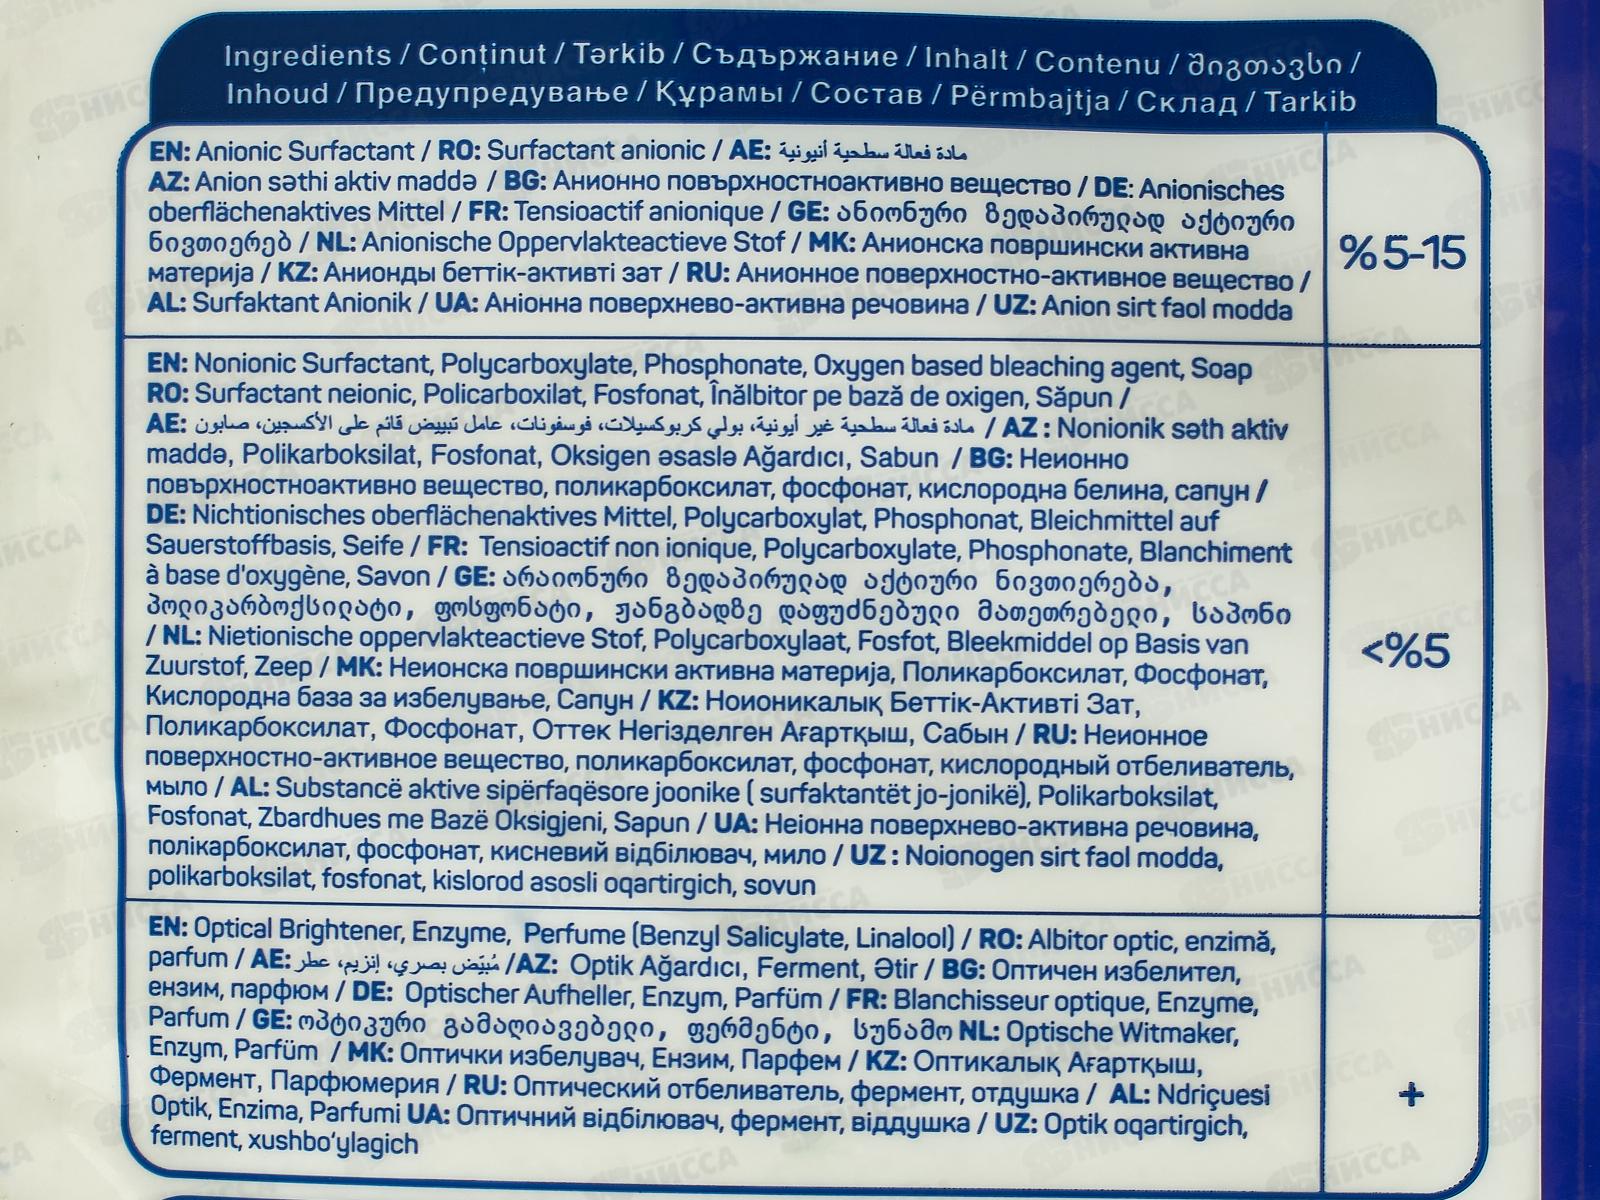 Ingredients / Conținut / Tərkib / Съдържание / Inhalt / Contenu / შიგთავსი /
Inhoud / Предупредување / Құрамы / Состав / Përmbajtja / Склад / Tarkib
EN: Anionic Surfactant / RO: Surfactant anionic / AE: مادة فعالة سطحية أنيونية
AZ: Anion səthi aktiv maddə / BG: Анионно повърхностноактивно вещество / DE: Anionisches
oberflächenaktives Mittel / FR: Tensioactif anionique / GE: ანიონური ზედაპირულად აქტიური
ნივთიერებ / NL: Anionische Oppervlakteactieve Stof / MK: Анионска површински активна
материја / KZ: Анионды беттік-активті зат / RU: Анионное поверхностно-активное вещество /
AL: Surfaktant Anionik / UA: Аніонна поверхнево-активна речовина / UZ: Anion sirt faol modda
%5-15
EN: Nonionic Surfactant, Polycarboxylate, Phosphonate, Oxygen based bleaching agent, Soap
RO: Surfactant neionic, Policarboxilat, Fosfonat, Înălbitor pe bază de oxigen, Săpun /
AE: مادة فعالة سطحية غير أيونية، بولي كربوكسيلات، فوسفونات، عامل تبييض قائم على الأكسجين، صابون / AZ : Nonionik səth aktiv
maddə, Polikarboksilat, Fosfonat, Oksigen əsaslə Ağardıcı, Sabun / BG: Неионно
повърхностноактивно вещество, поликарбоксилат, фосфонат, кислородна белина, сапун /
DE: Nichtionisches oberflächenaktives Mittel, Polycarboxylat, Phosphonat, Bleichmittel auf
Sauerstoffbasis, Seife / FR: Tensioactif non ionique, Polycarboxylate, Phosphonate, Blanchiment
à base d'oxygène, Savon / GE: არაიონური ზედაპირულად აქტიური ნივთიერება,
პოლიკარბოქსილატი, ფოსფონატი, ჟანგბადზე დაფუძნებული მათეთრებელი, საპონი
/ NL: Nietionische oppervlakteactieve Stof, Polycarboxylaat, Fosfot, Bleekmiddel op Basis van
Zuurstof, Zeep / MK: Неионска површински активна материја, Поликарбоксилат, Фосфонат,
Кислородна база за избелување, Сапун / KZ: Ноионикалық Беттік-Активті Зат,
Поликарбоксилат, Фосфонат, Оттек Негізделген Ағартқыш, Сабын / RU: Неионное
поверхностно-активное вещество, поликарбоксилат, фосфонат, кислородный отбеливатель,
мыло / AL: Substancë aktive sipërfaqësore joonike ( surfaktantët jo-jonikë), Polikarboksilat,
Fosfonat, Zbardhues me Bazë Oksigjeni, Sapun / UA: Неіонна поверхнево-активна речовина,
полікарбоксилат, фосфонат, кисневий відбілювач, мило / UZ : Noionogen sirt faol modda,
polikarboksilat, fosfonat, kislorod asosli oqartirgich, sovun
<%5
EN: Optical Brightener, Enzyme, Perfume (Benzyl Salicylate, Linalool) / RO: Albitor optic, enzimă,
parfum / AE: مُبيّض بصري، إنزيم، عطر /AZ: Optik Ağardıcı, Ferment, Ətir / BG: Оптичен избелител,
ензим, парфюм / DE: Optischer Aufheller, Enzym, Parfüm / FR: Blanchisseur optique, Enzyme,
Parfum / GE: ოპტიკური გამაღიავებელი, ფერმენტი, სუნამო NL: Optische Witmaker,
Enzym, Parfüm / MK: Оптички избелувач, Ензим, Парфем / KZ: Оптикалық Ағартқыш,
Фермент, Парфюмерия / RU: Оптический отбеливатель, фермент, отдушка / AL: Ndriçuesi
Optik, Enzima, Parfumi UA: Оптичний відбілювач, фермент, віддушка / UZ: Optik oqartirgich,
ferment, xushbo‘ylagich
+